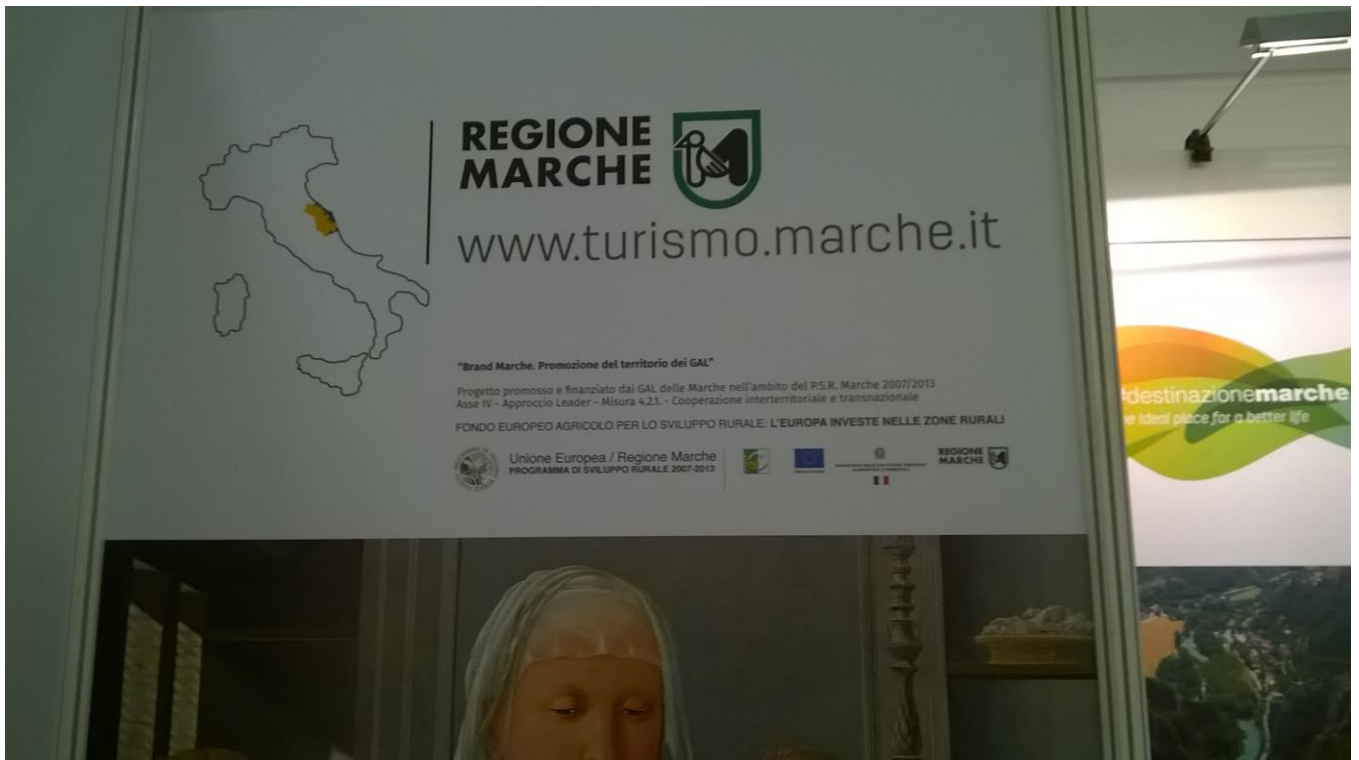 REGIONE
MARCHE
www.turismo.marche.it
"Brand Marche. Promozione del territorio dei GAL"
Progetto promosso e finanziato dai GAL delle Marche nell'ambito del P.S.R. Marche 2007/2013
Asse IV - Approccio Leader - Misura 4.2.1. - Cooperazione interterritoriale e transnazionale
FONDO EUROPEO AGRICOLO PER LO SVILUPPO RURALE: L'EUROPA INVESTE NELLE ZONE RURALI
Unione Europea / Regione Marche
PROGRAMMA DI SVILUPPO RURALE 2007-2013
REGIONE
MARCHE
destinazionemarche
Ideal place for a better life